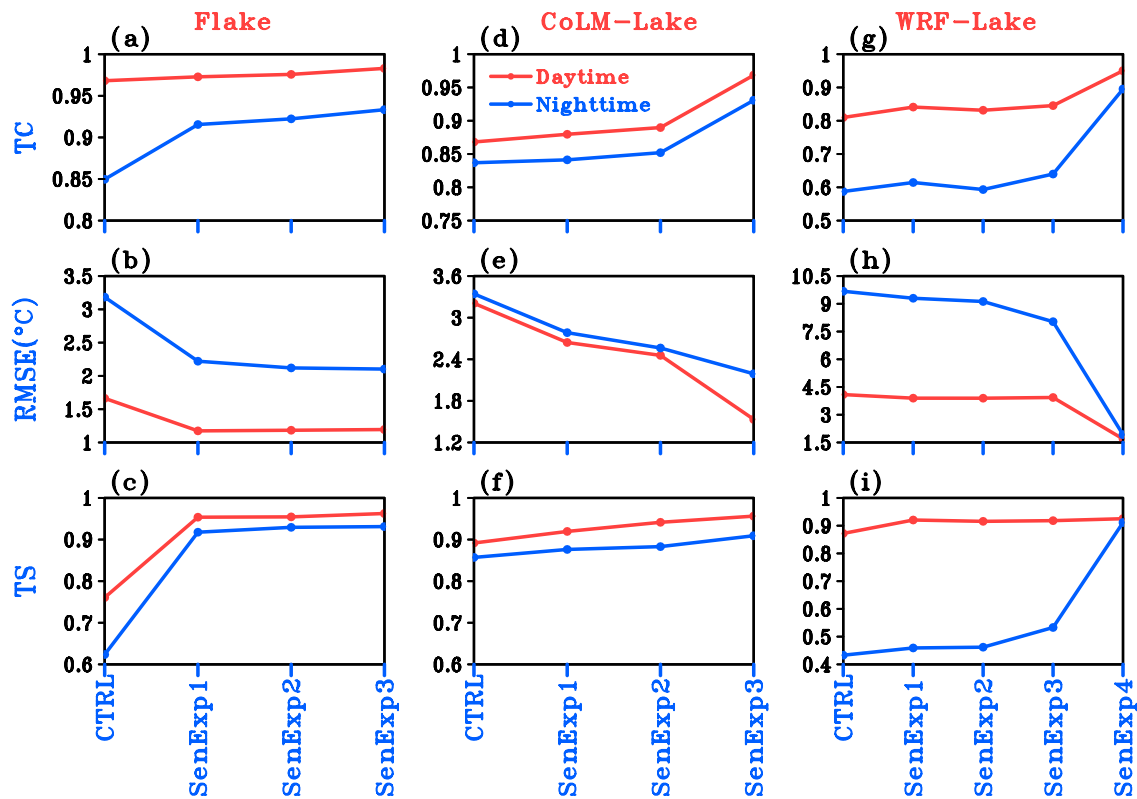 Flake
CoLM-Lake
WRF-Lake
(a)
(d)
(g)
TC
1
0.95
0.9
0.85
0.8
1
0.95
0.9
0.85
0.8
0.75
Daytime
Nighttime
1
0.9
0.8
0.7
0.6
0.5
(b)
(e)
(h)
RMSE(°C)
3.5
3
2.5
2
1.5
1
3.6
3
2.4
1.8
1.2
10.5
9
7.5
6
4.5
3
1.5
(c)
(f)
(i)
TS
1
0.9
0.8
0.7
0.6
1
0.9
0.8
0.7
0.6
1
0.9
0.8
0.7
0.6
0.5
0.4
CTRL
SenExp1
SenExp2
SenExp3
CTRL
SenExp1
SenExp2
SenExp3
CTRL
SenExp1
SenExp2
SenExp3
SenExp4